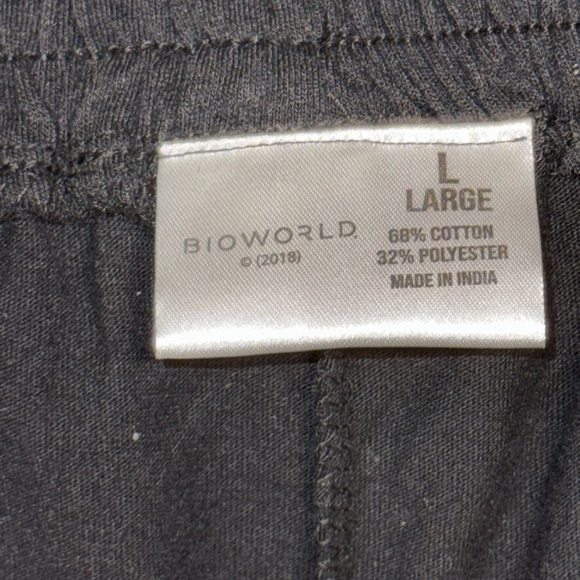 BIOWORLD
© (2018)
L
LARGE
68% COTTON
32% POLYESTER
MADE IN INDIA